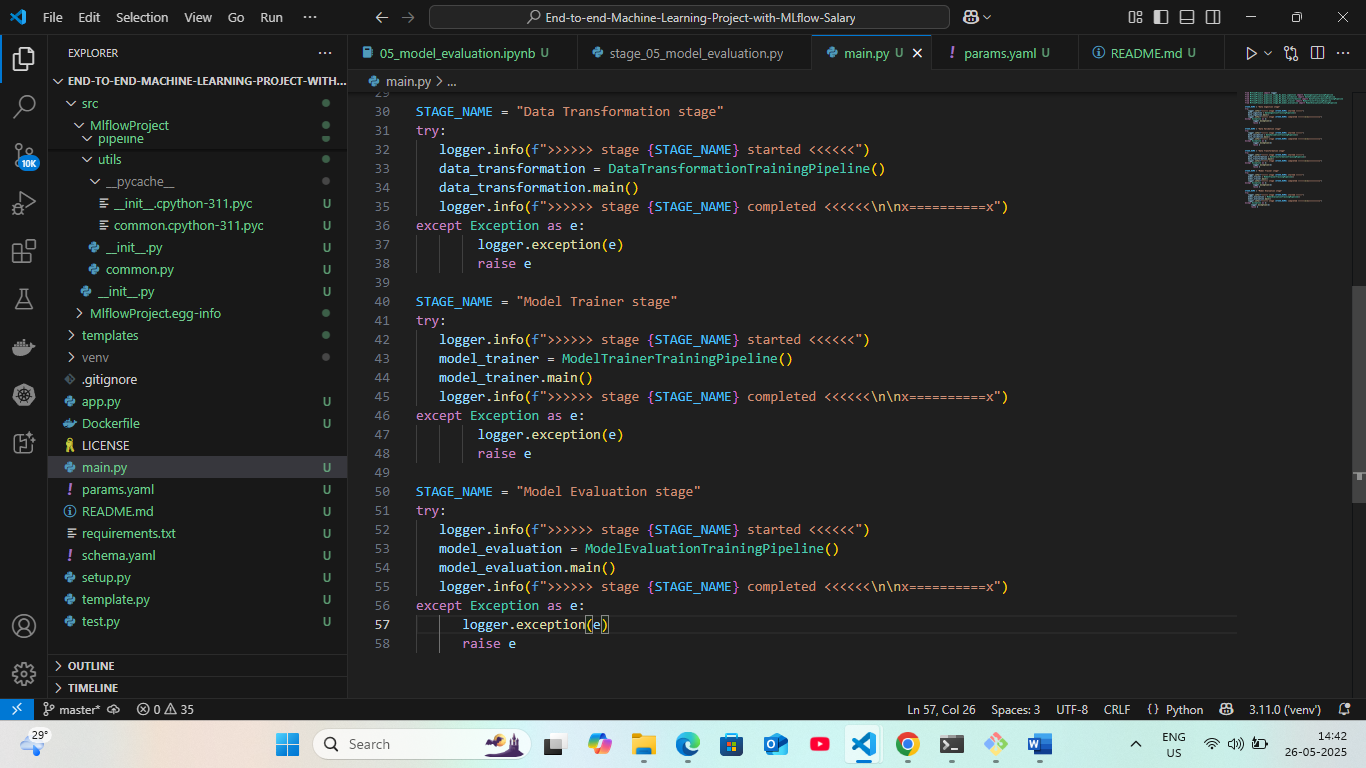 File Edit Selection View Go Run ···
End-to-end-Machine-Learning-Project-with-MLflow-Salary
EXPLORER
END-TO-END-MACHINE-LEARNING-PROJECT-WITH...
src
MlflowProject
pipeline
utils
__pycache__
__init__.cpython-311.pyc U
common.cpython-311.pyc U
__init__.py U
common.py U
__init__.py U
MlflowProject.egg-info
templates
venv
.gitignore
app.py U
Dockerfile U
LICENSE
main.py U
params.yaml U
README.md U
requirements.txt U
schema.yaml U
setup.py U
template.py U
test.py U
OUTLINE
TIMELINE
10K
05_model_evaluation.ipynb U
stage_05_model_evaluation.py
main.py U
params.yaml U
README.md U
main.py > ...
29
30 STAGE_NAME = "Data Transformation stage"
31 try:
32 logger.info(f">>>>>> stage {STAGE_NAME} started <<<<<<")
33 data_transformation = DataTransformationTrainingPipeline()
34 data_transformation.main()
35 logger.info(f">>>>>> stage {STAGE_NAME} completed <<<<<<\n\nx==========x")
36 except Exception as e:
37 logger.exception(e)
38 raise e
39
40 STAGE_NAME = "Model Trainer stage"
41 try:
42 logger.info(f">>>>>> stage {STAGE_NAME} started <<<<<<")
43 model_trainer = ModelTrainerTrainingPipeline()
44 model_trainer.main()
45 logger.info(f">>>>>> stage {STAGE_NAME} completed <<<<<<\n\nx==========x")
46 except Exception as e:
47 logger.exception(e)
48 raise e
49
50 STAGE_NAME = "Model Evaluation stage"
51 try:
52 logger.info(f">>>>>> stage {STAGE_NAME} started <<<<<<")
53 model_evaluation = ModelEvaluationTrainingPipeline()
54 model_evaluation.main()
55 logger.info(f">>>>>> stage {STAGE_NAME} completed <<<<<<\n\nx==========x")
56 except Exception as e:
57 logger.exception(e)
58 raise e
master* 0 35
Ln 57, Col 26 Spaces: 3 UTF-8 CRLF {} Python 3.11.0 ('venv')
29°
Search
ENG
US
14:42
26-05-2025